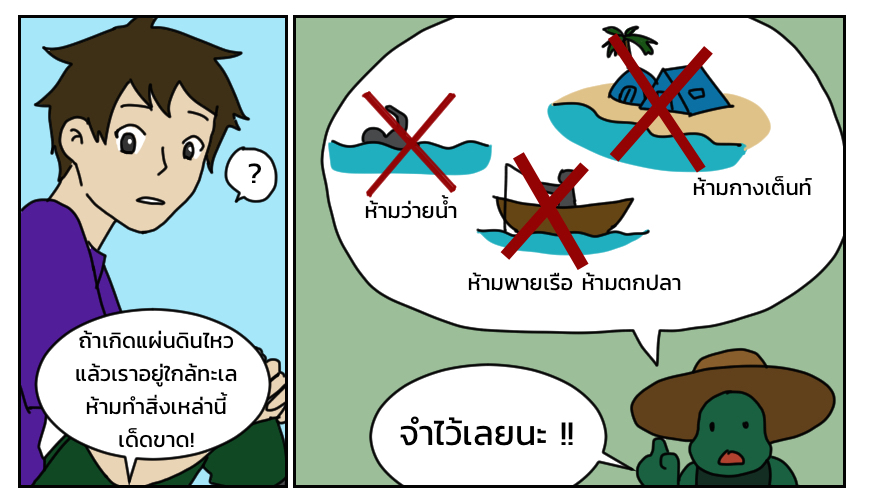 ?
ถ้าเกิดแผ่นดินไหว
แล้วเราอยู่ใกล้ทะเล
ห้ามทำสิ่งเหล่านี้
เด็ดขาด!
ห้ามว่ายน้ำ
ห้ามกางเต็นท์
ห้ามพายเรือ ห้ามตกปลา
จำไว้เลยนะ !!